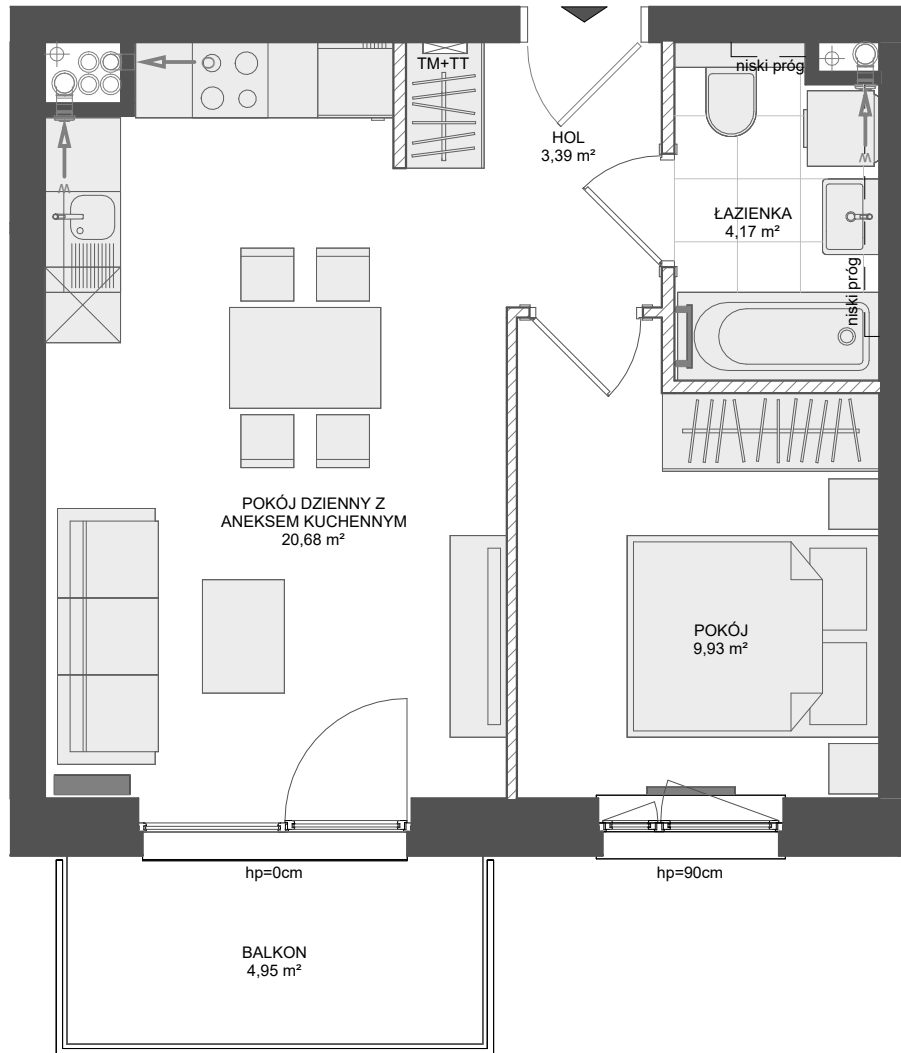 niski próg
TM+TT
HOL
3,39 m²
ŁAZIENKA
4,17 m²
niski próg
POKÓJ DZIENNY Z
ANEKSEM KUCHENNYM
20,68 m²
POKÓJ
9,93 m²
hp=0cm
hp=90cm
BALKON
4,95 m²